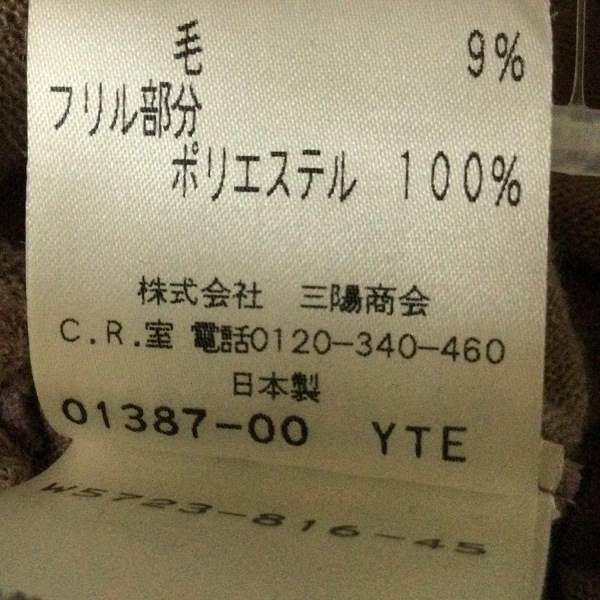 毛 9%
フリル部分
ポリエステル 100%
株式会社 三陽商会
C.R.室 電話0120-340-460
日本製
01387-00 YTE
W5723-816-45